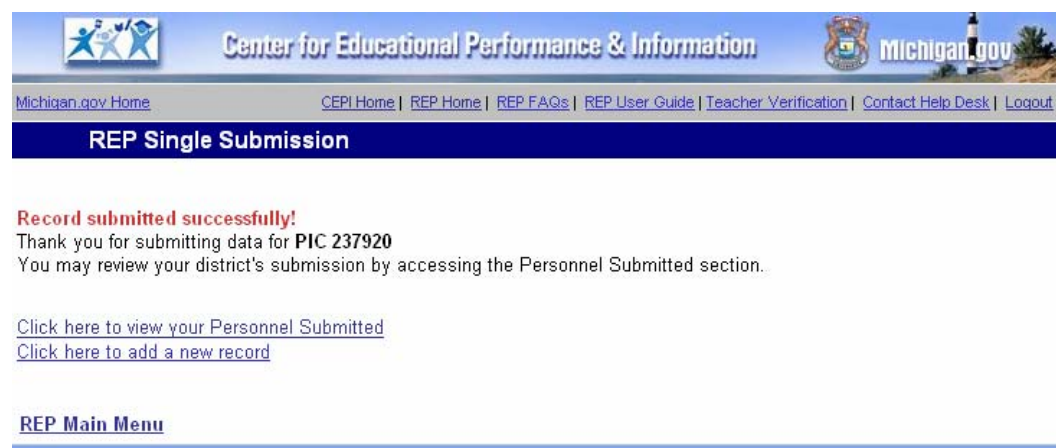 Center for Educational Performance & Information Michigan.gov
Michigan.gov Home CEPI Home | REP Home | REP FAQs | REP User Guide | Teacher Verification | Contact Help Desk | Logout
REP Single Submission
Record submitted successfully!
Thank you for submitting data for PIC 237920
You may review your district's submission by accessing the Personnel Submitted section.
Click here to view your Personnel Submitted
Click here to add a new record
REP Main Menu